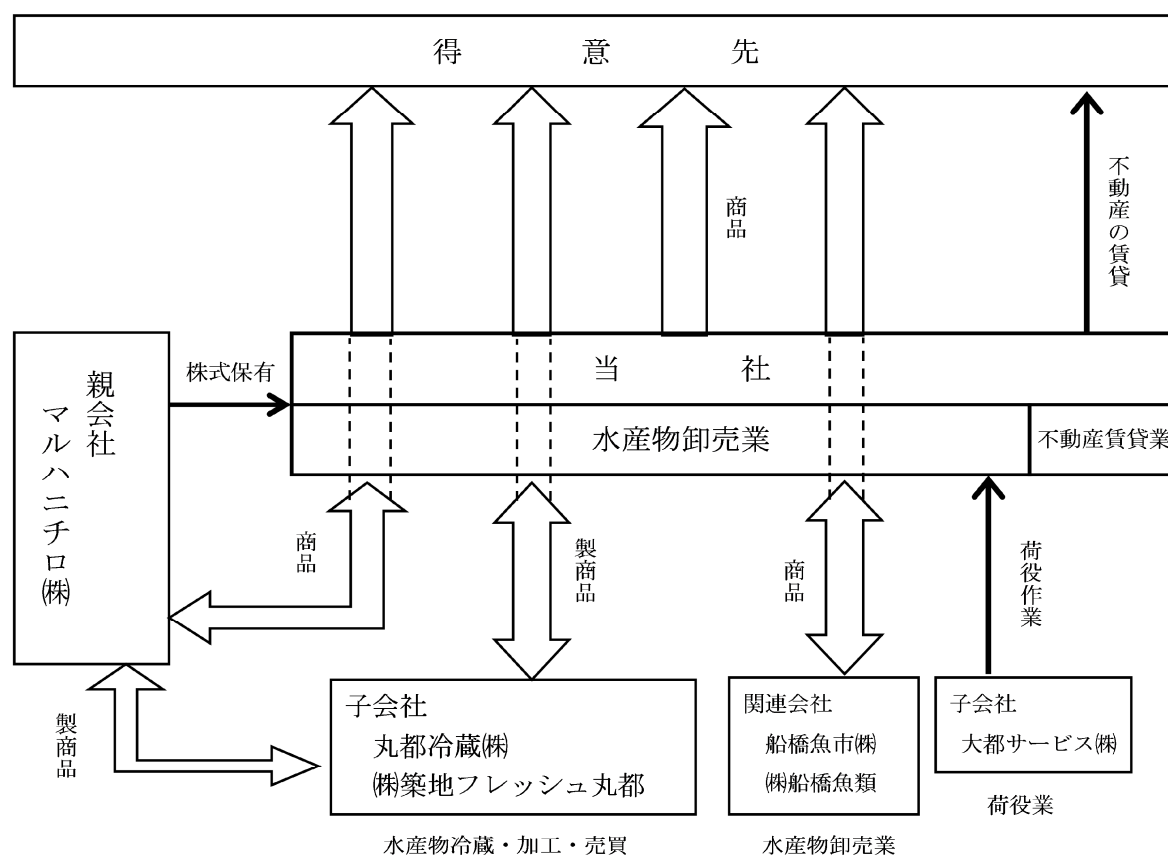 得意先
商品
不動産の賃貸
株式保有
当社
水産物卸売業
不動産賃貸業
親会社
マルハニチロ㈱
商品
製商品
商品
荷役作業
製商品
子会社
丸都冷蔵㈱
㈱築地フレッシュ丸都
水産物冷蔵・加工・売買
関連会社
船橋魚市㈱
㈱船橋魚類
水産物卸売業
子会社
大都サービス㈱
荷役業